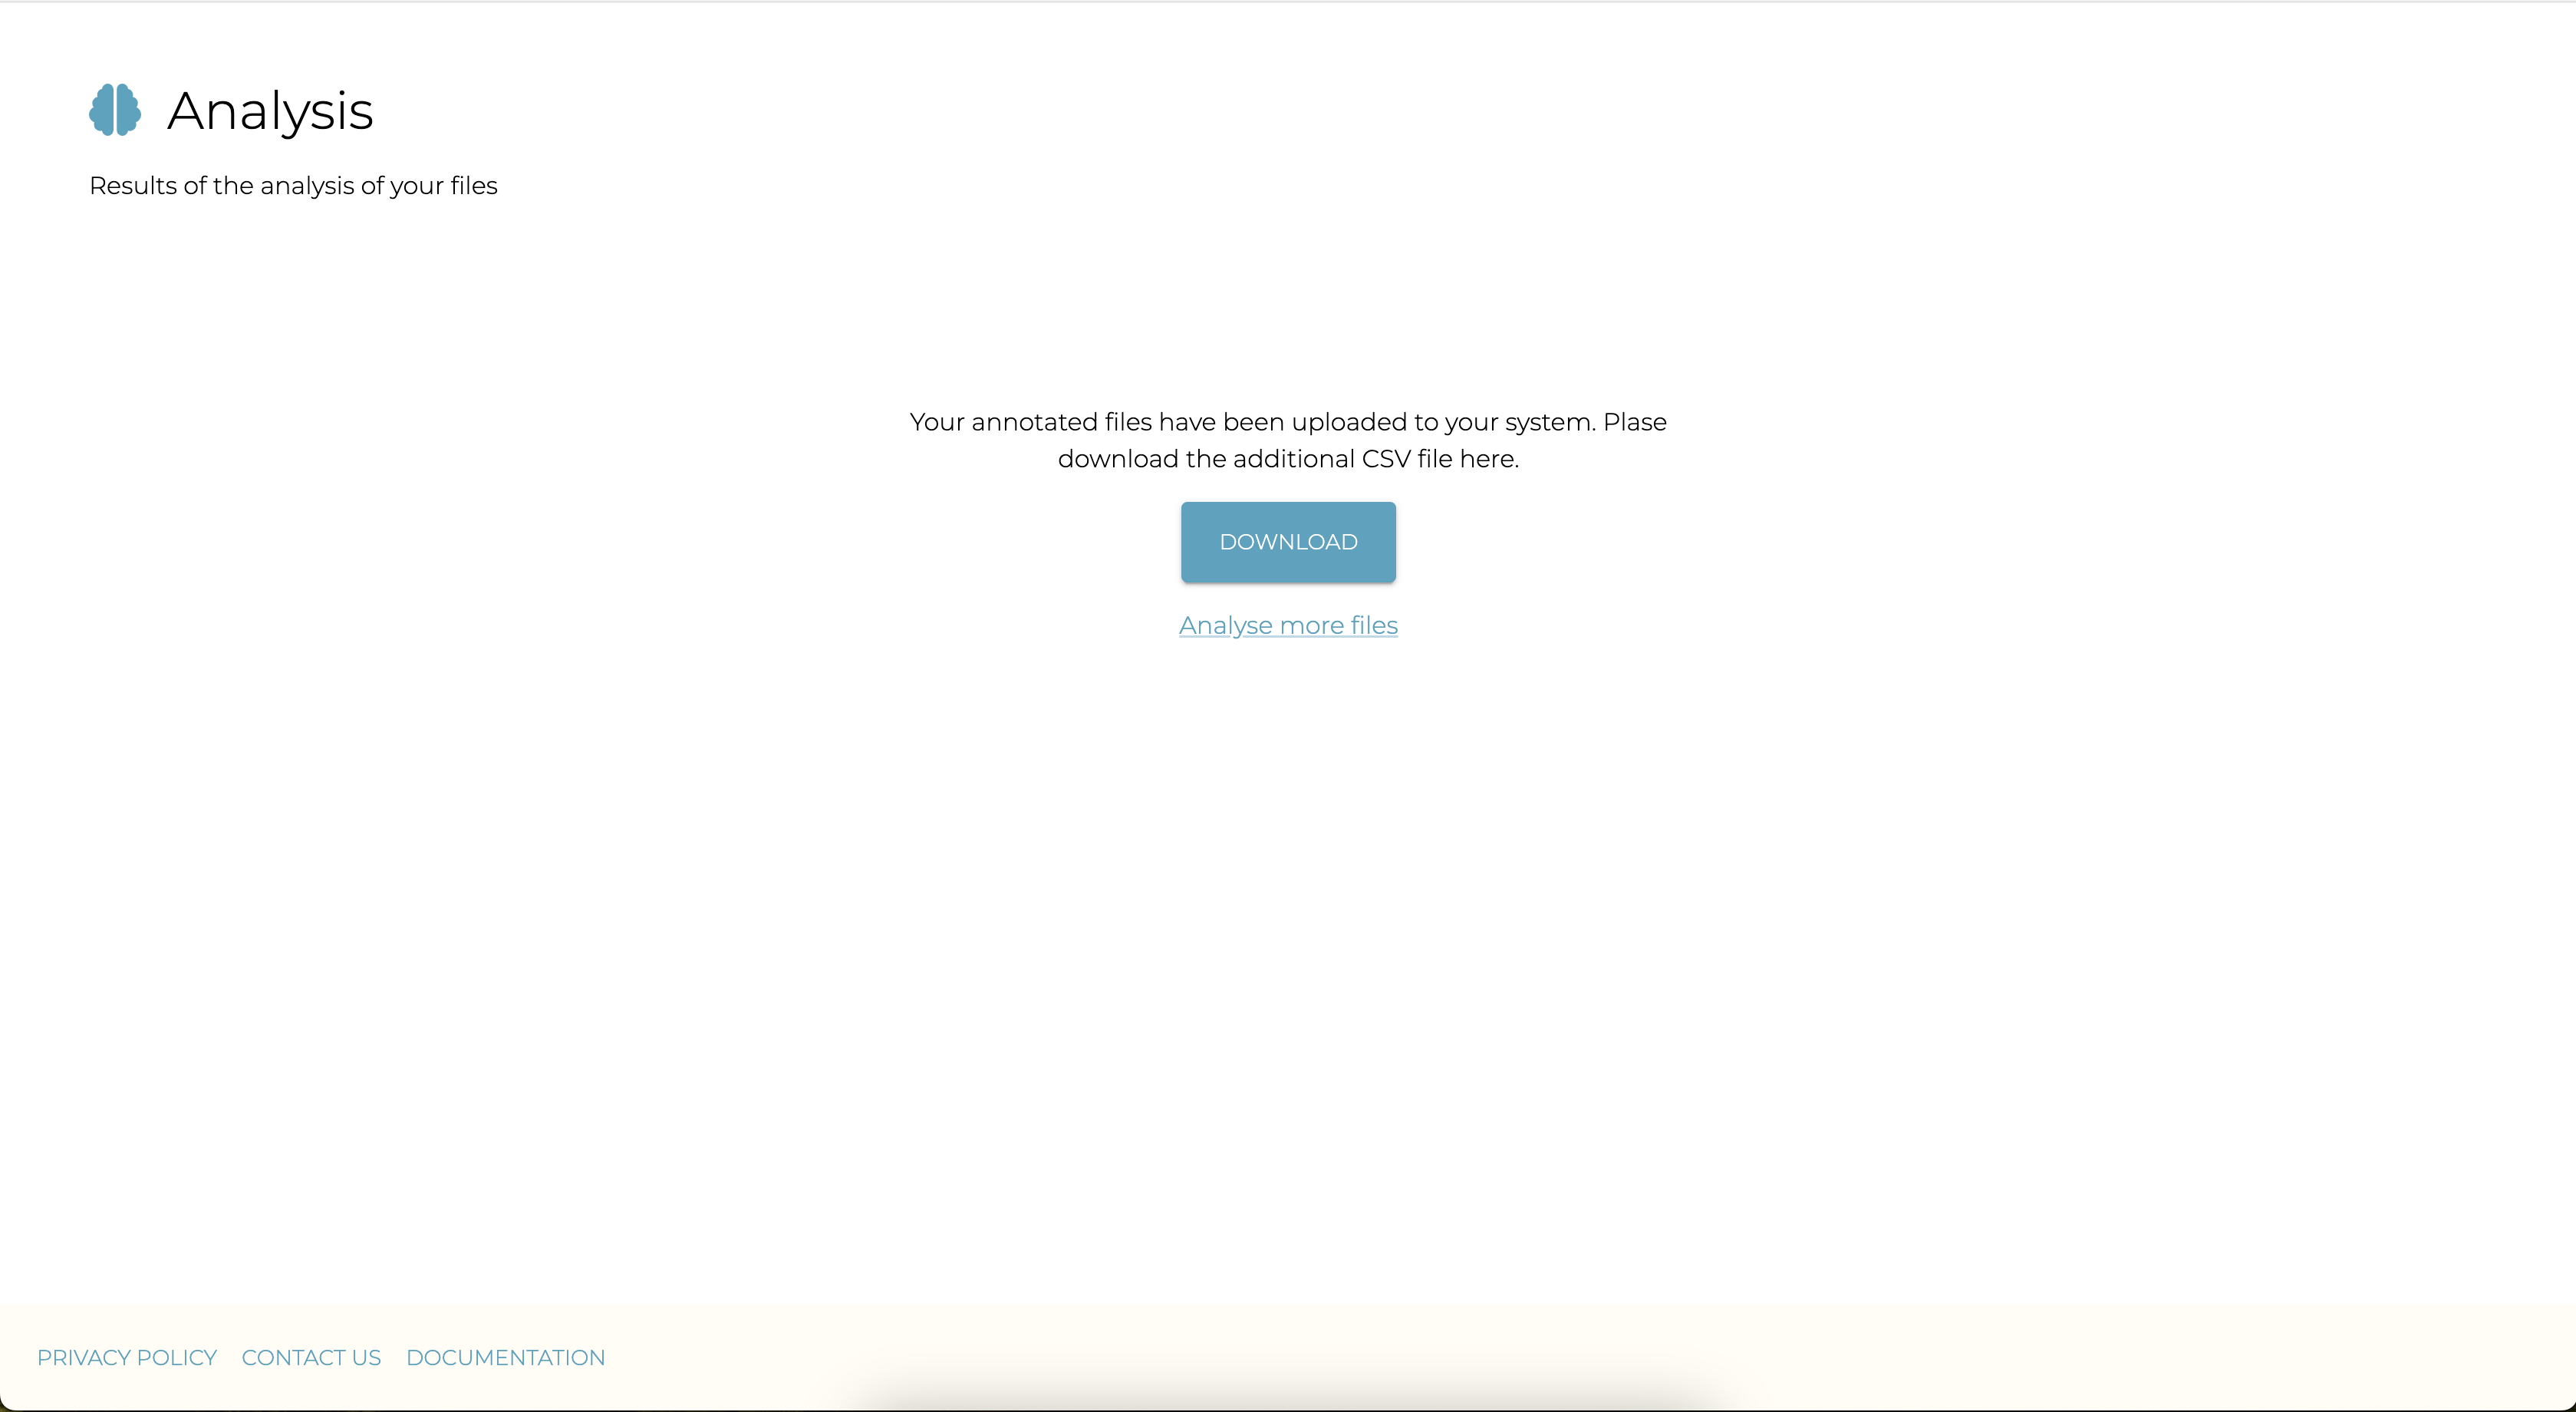 Analysis
Results of the analysis of your files
Your annotated files have been uploaded to your system. Plase
download the additional CSV file here.
DOWNLOAD
Analyse more files
PRIVACY POLICY CONTACT US DOCUMENTATION